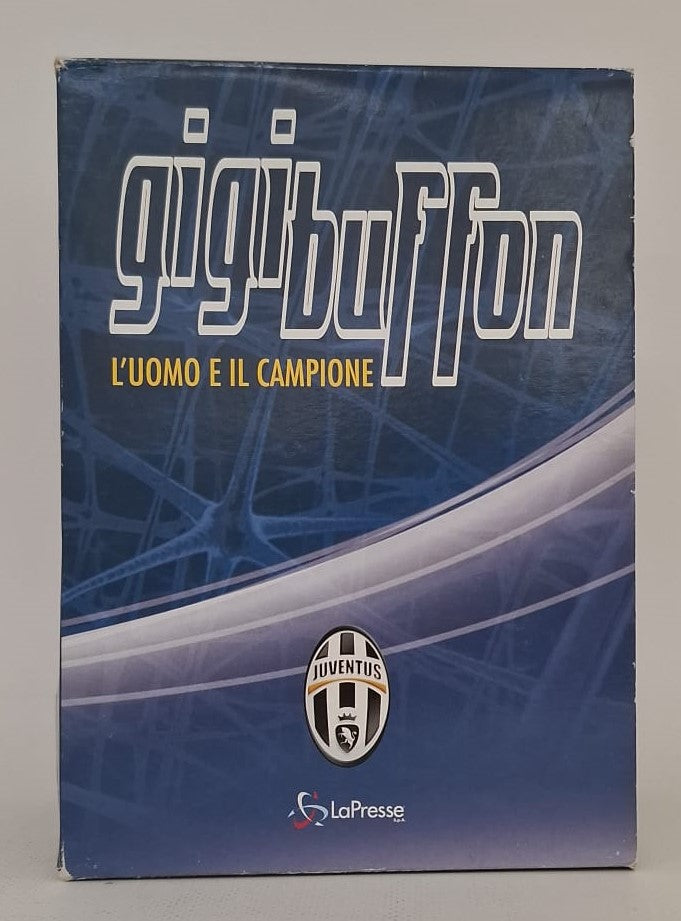 gigibuffon
L'UOMO E IL CAMPIONE
JUVENTUS
LaPresse
S.p.A.